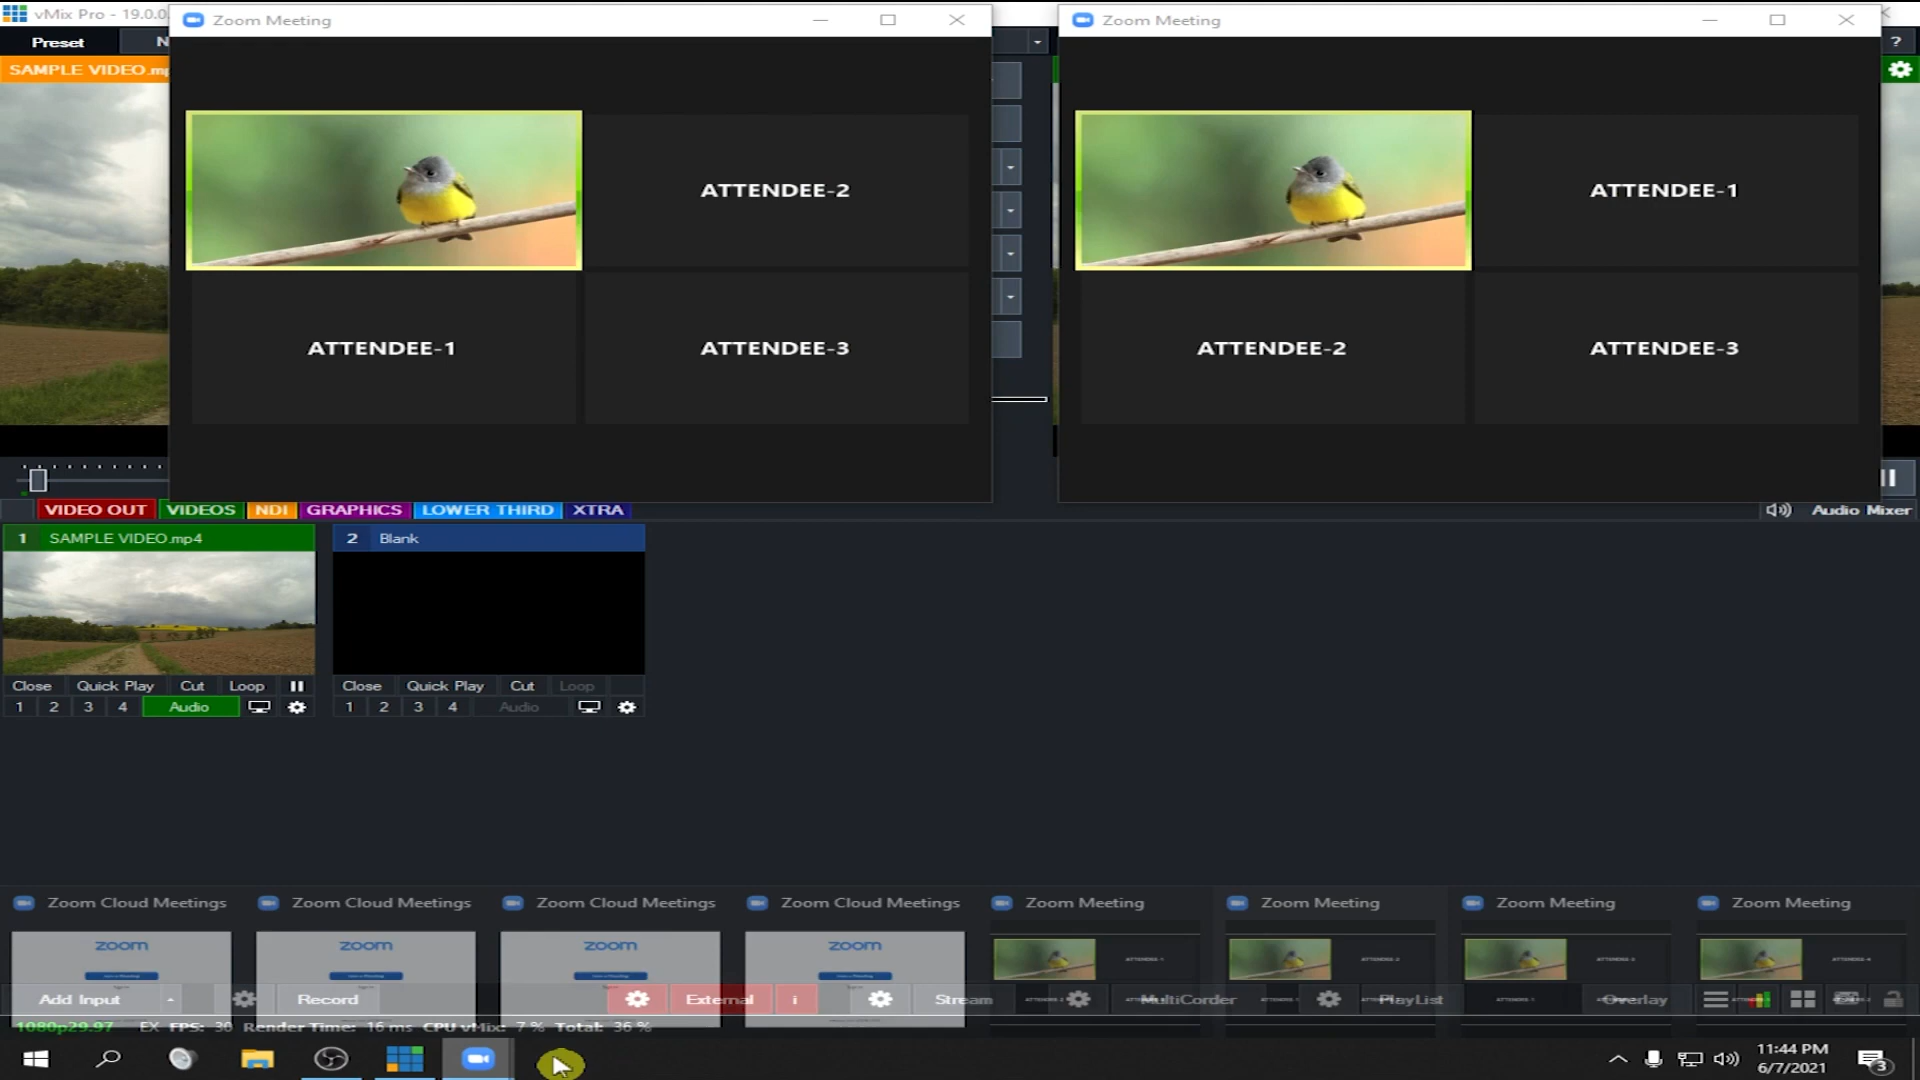 vMix Pro - 19.0.0.
Zoom Meeting
Zoom Meeting
Preset
N
?
SAMPLE VIDEO.mp
ATTENDEE-2
ATTENDEE-1
ATTENDEE-1
ATTENDEE-3
ATTENDEE-2
ATTENDEE-3
VIDEO OUT
VIDEOS
NDI
GRAPHICS
LOWER THIRD
XTRA
Audio Mixer
1 SAMPLE VIDEO.mp4
2 Blank
Close Quick Play Cut Loop
Close Quick Play Cut Loop
1 2 3 4 Audio
1 2 3 4 Audio
Zoom Cloud Meetings
Zoom Cloud Meetings
Zoom Cloud Meetings
Zoom Cloud Meetings
Zoom Meeting
Zoom Meeting
Zoom Meeting
Zoom Meeting
zoom
zoom
zoom
zoom
Add Input
Record
External
i
Stream
MultiCorder
PlayList
Overlay
1080p29.97 EX FPS: 30 Render Time: 16 ms CPU vMix: 7 % Total: 36 %
11:44 PM
6/7/2021
3